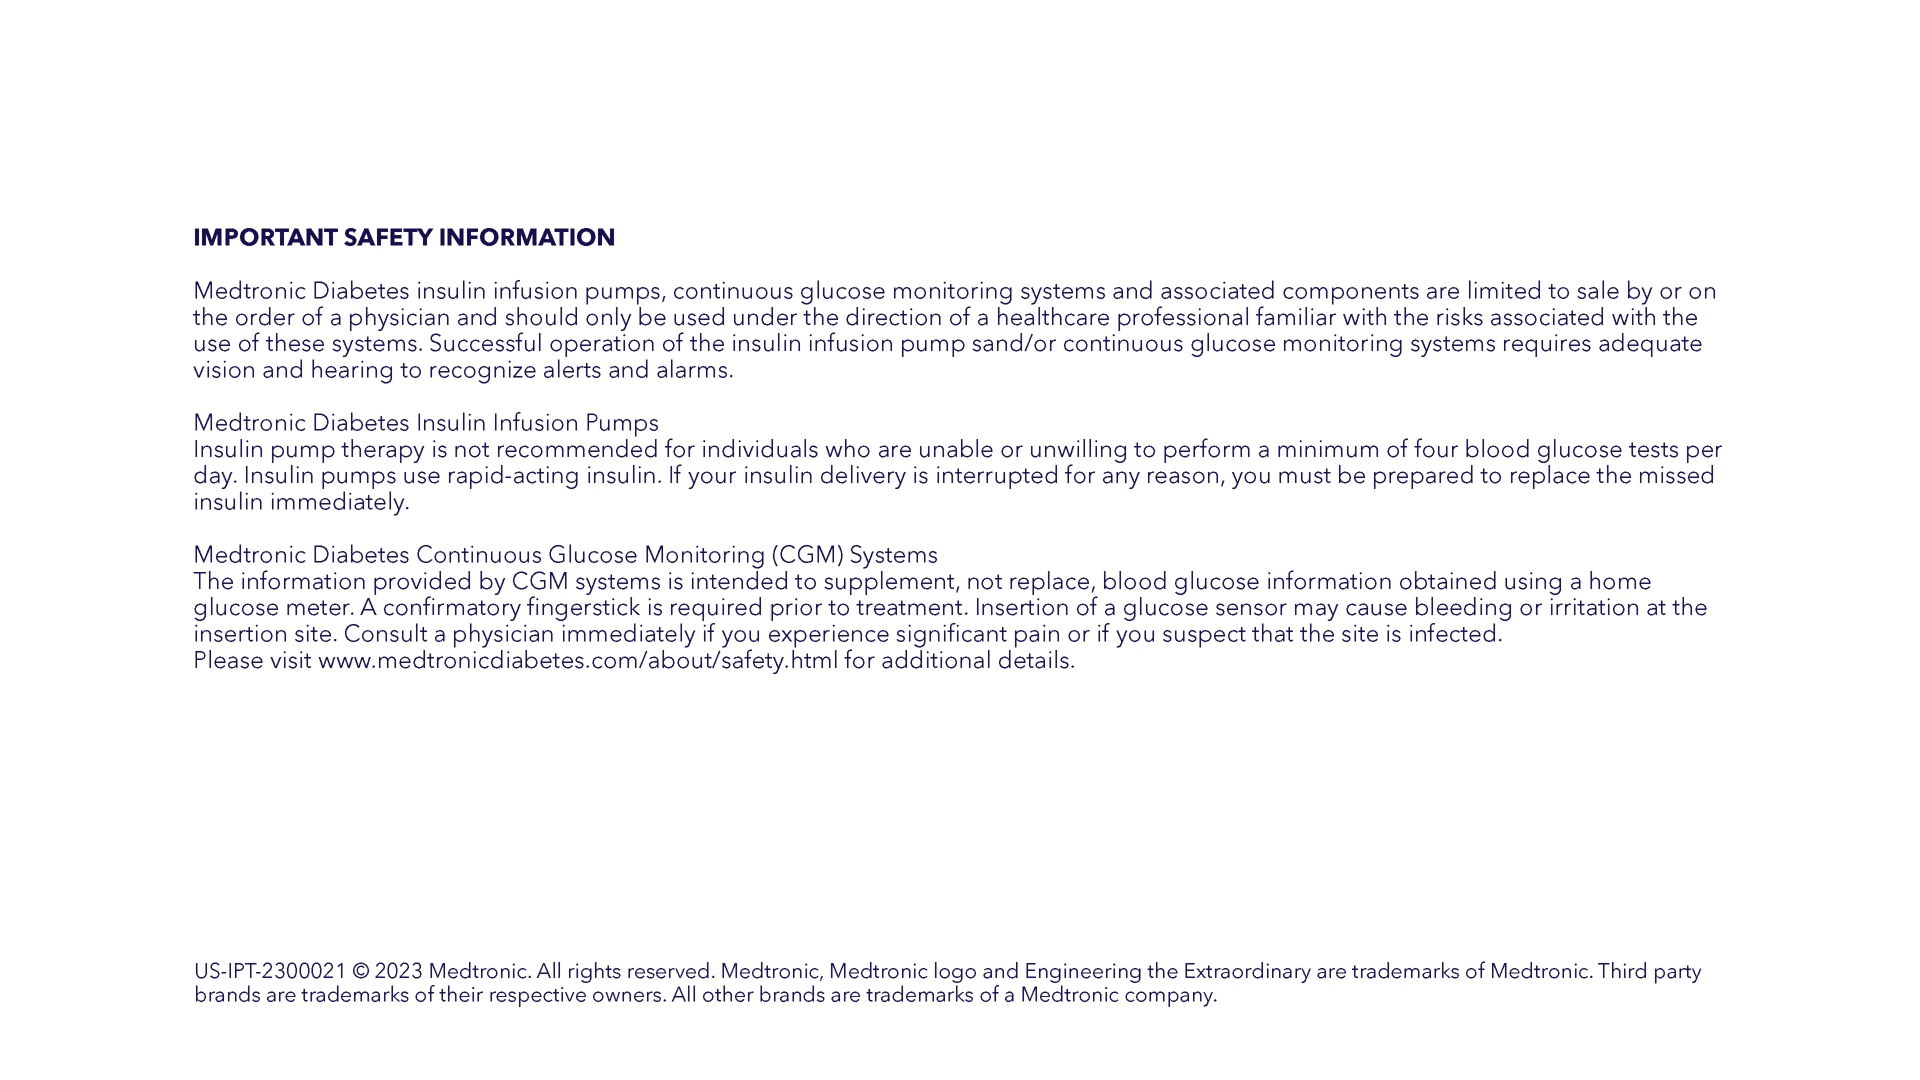 IMPORTANT SAFETY INFORMATION
Medtronic Diabetes insulin infusion pumps, continuous glucose monitoring systems and associated components are limited to sale by or on
the order of a physician and should only be used under the direction of a healthcare professional familiar with the risks associated with the
use of these systems. Successful operation of the insulin infusion pump sand/or continuous glucose monitoring systems requires adequate
vision and hearing to recognize alerts and alarms.
Medtronic Diabetes Insulin Infusion Pumps
Insulin pump therapy is not recommended for individuals who are unable or unwilling to perform a minimum of four blood glucose tests per
day. Insulin pumps use rapid-acting insulin. If your insulin delivery is interrupted for any reason, you must be prepared to replace the missed
insulin immediately.
Medtronic Diabetes Continuous Glucose Monitoring (CGM) Systems
The information provided by CGM systems is intended to supplement, not replace, blood glucose information obtained using a home
glucose meter. A confirmatory fingerstick is required prior to treatment. Insertion of a glucose sensor may cause bleeding or irritation at the
insertion site. Consult a physician immediately if you experience significant pain or if you suspect that the site is infected.
Please visit www.medtronicdiabetes.com/about/safety.html for additional details.
US-IPT-2300021 © 2023 Medtronic. All rights reserved. Medtronic, Medtronic logo and Engineering the Extraordinary are trademarks of Medtronic. Third party
brands are trademarks of their respective owners. All other brands are trademarks of a Medtronic company.